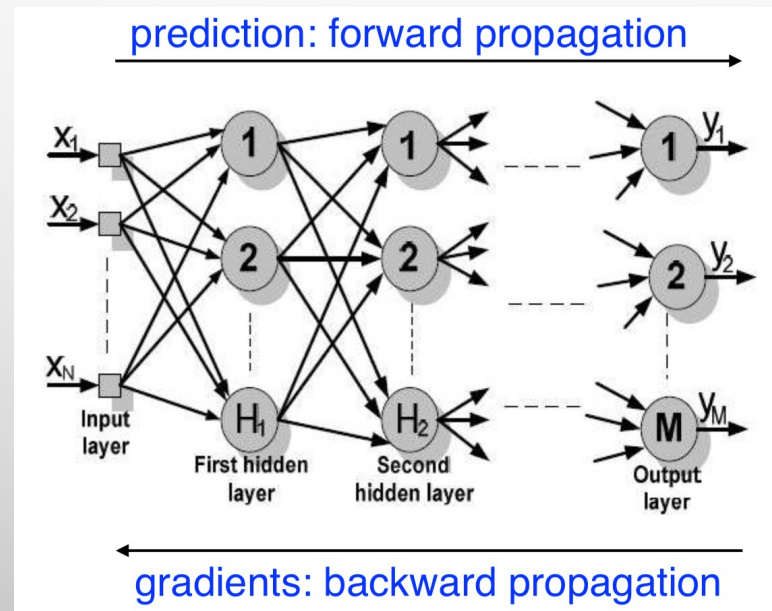 prediction: forward propagation
X1
1
1
1
y1
X2
2
2
2
y2
XN
H1
H2
M
yM
Input
layer
First hidden
layer
Second
hidden layer
Output
layer
gradients: backward propagation